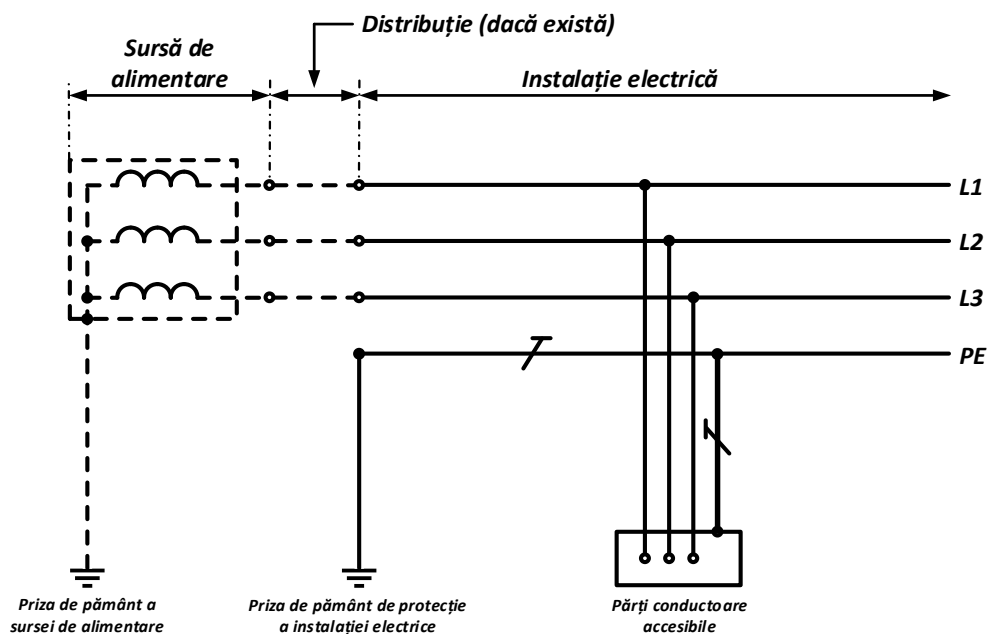 Distribuție (dacă există)
Sursă de
alimentare
Instalație electrică
L1
L2
L3
PE
Priza de pământ a
sursei de alimentare
Priza de pământ de protecție
a instalației electrice
Părți conductoare
accesibile